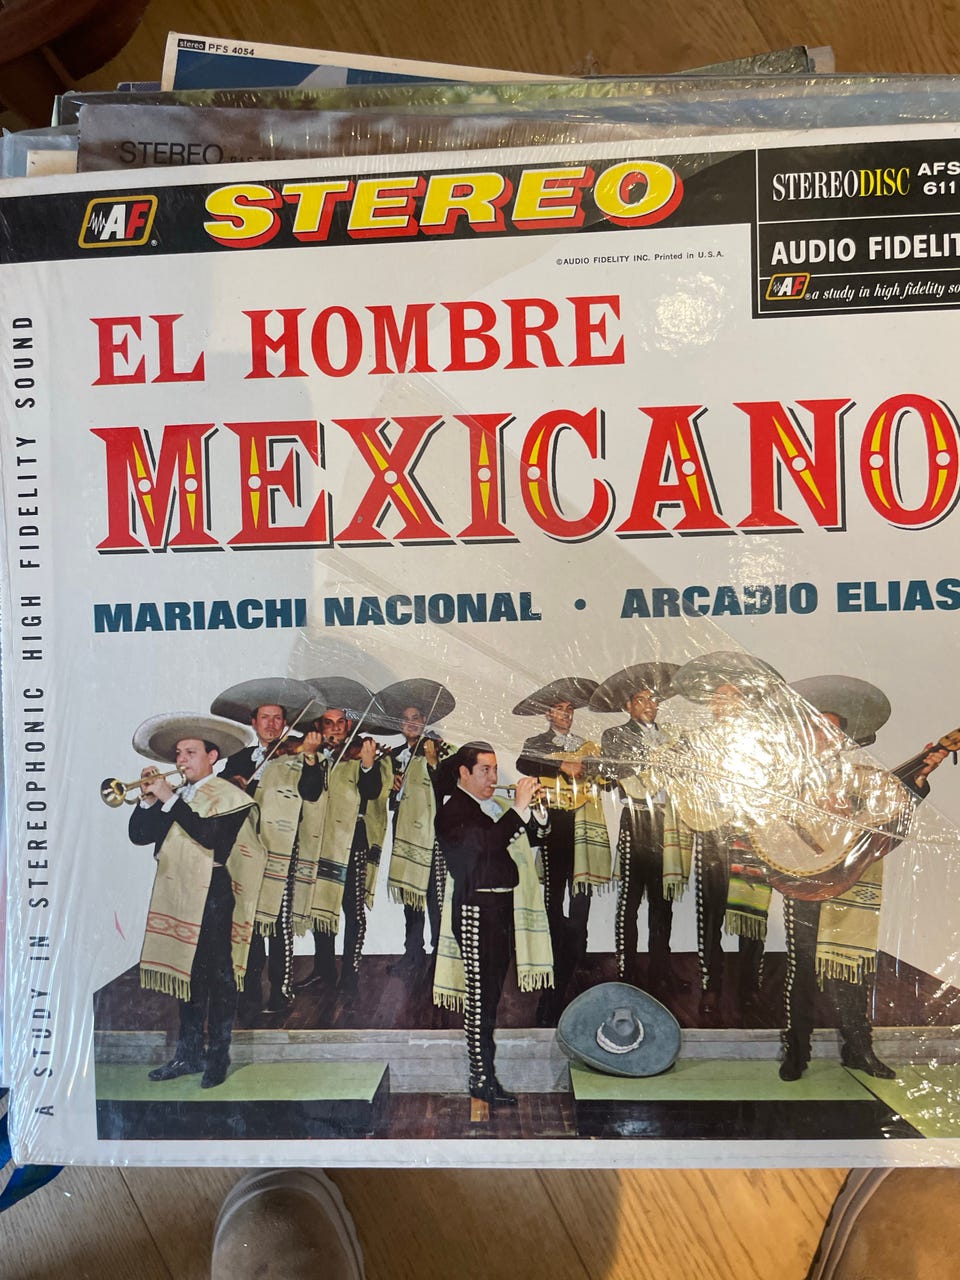 stereo PFS 4054
STEREO
AF®
STEREO
STEREODISC
AFS
611
©AUDIO FIDELITY INC. Printed in U.S.A.
AUDIO FIDELIT
AF® a study in high fidelity so
EL HOMBRE
MEXICANO
MARIACHI NACIONAL • ARCADIO ELIAS
A STUDY IN STEREOPHONIC HIGH FIDELITY SOUND